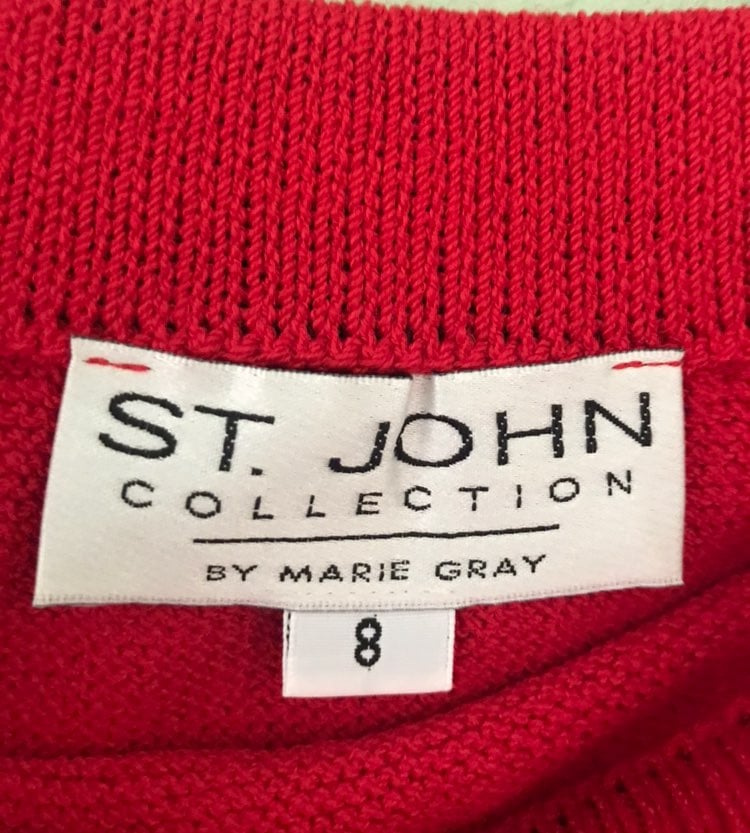 ST. JOHN
COLLECTION
BY MARIE GRAY
8